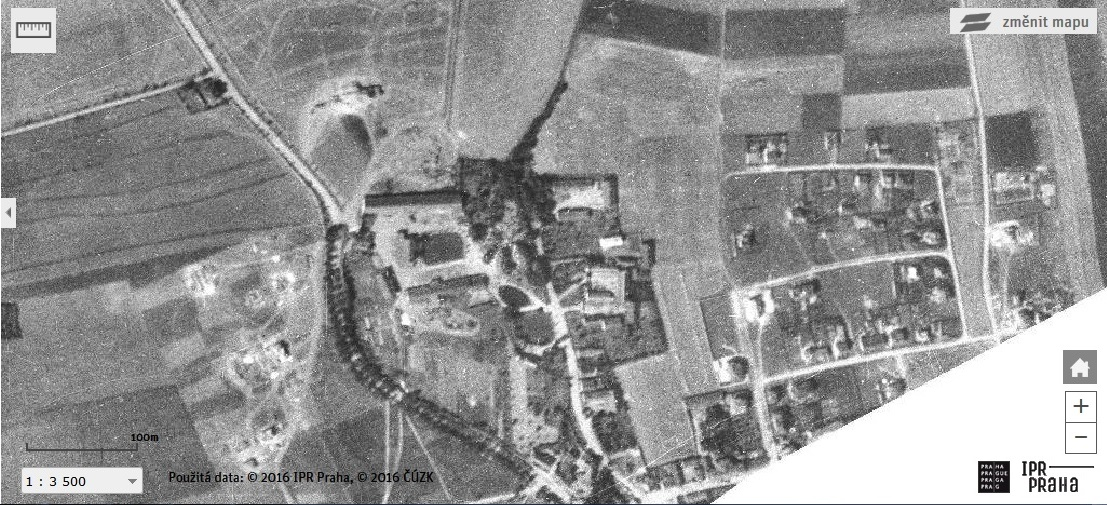 změnit mapu
100m
1 : 3 500
Použitá data: © 2016 IPR Praha, © 2016 ČÚZK
+
−
PRAHA
PRAGUE
PRAGA
PRAG
IPR
PRAHA